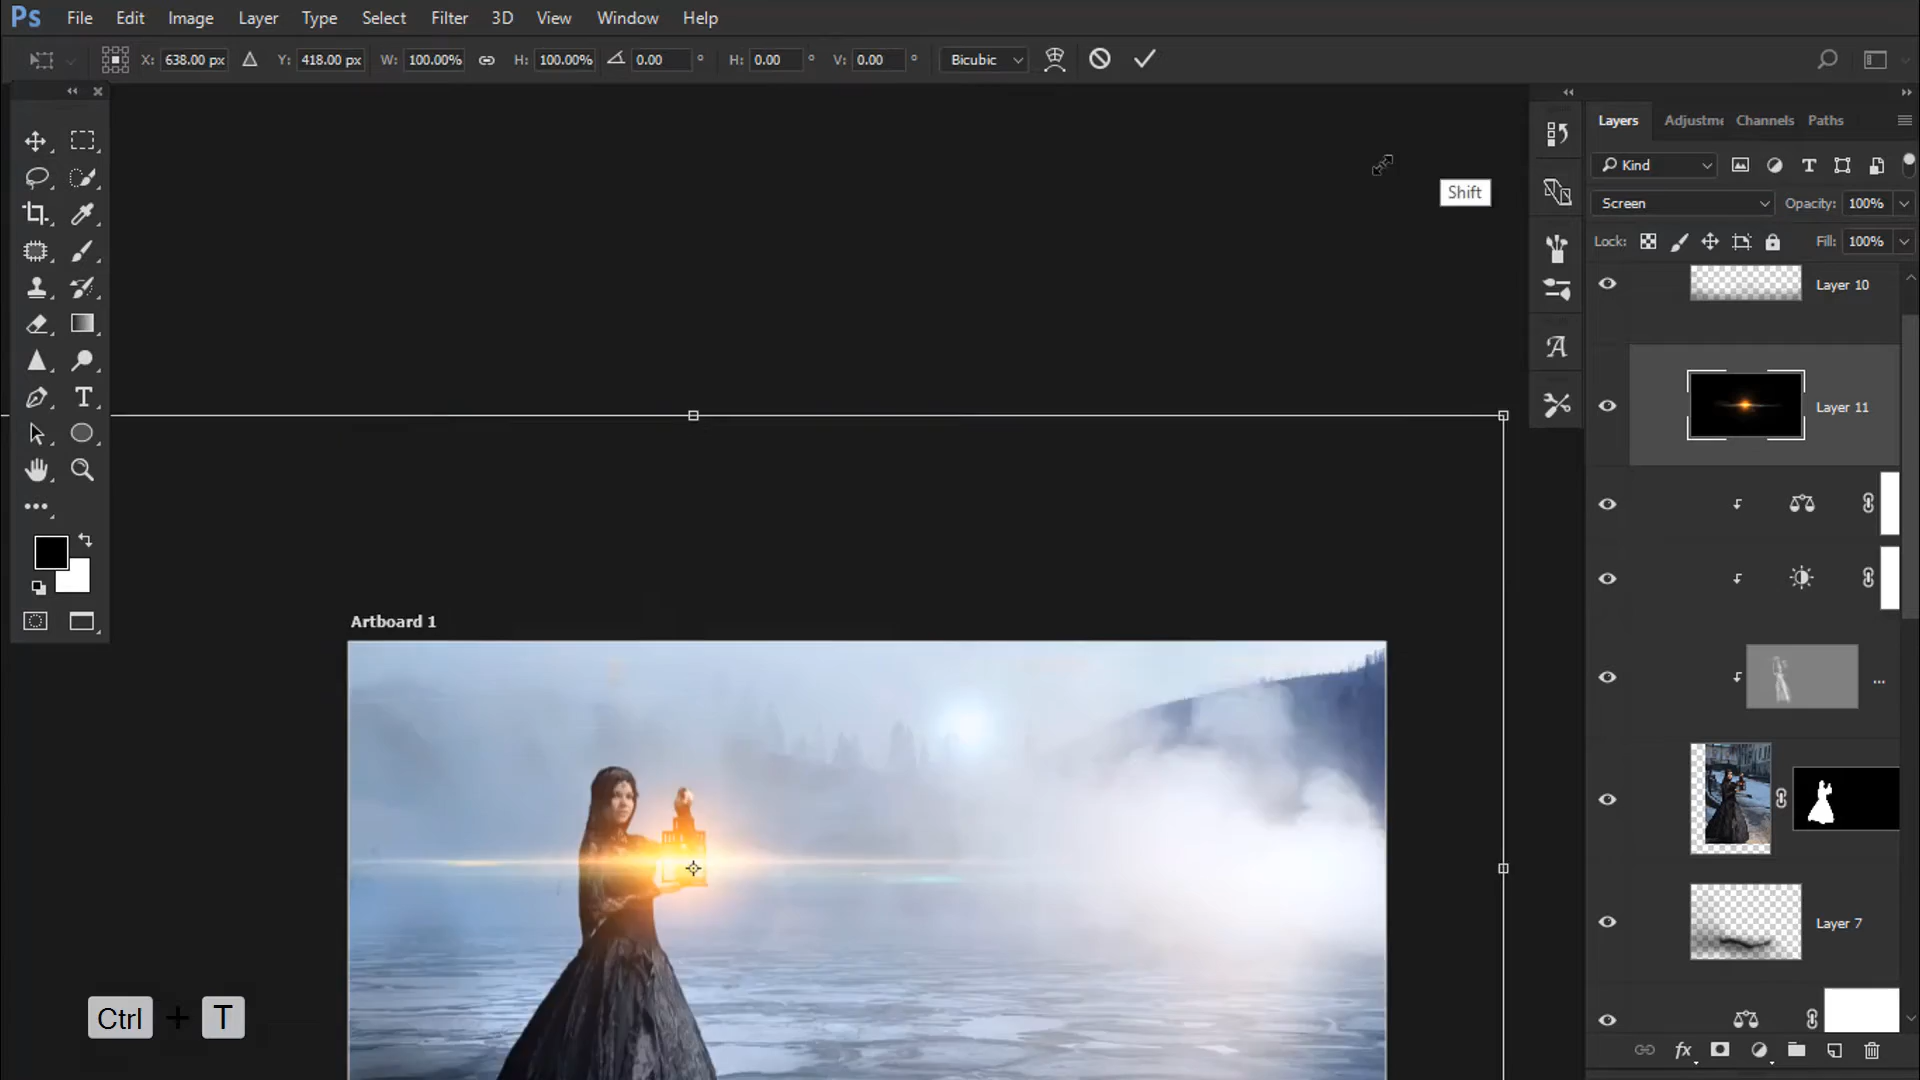 Ps File Edit Image Layer Type Select Filter 3D View Window Help
X: 638.00 px Y: 418.00 px W: 100.00% H: 100.00% 0.00 ° H: 0.00 ° V: 0.00 ° Bicubic
Layers Adjustme Channels Paths
Kind
Shift
Screen Opacity: 100%
Lock: Fill: 100%
Layer 10
Layer 11
Artboard 1
...
Layer 7
Ctrl + T
fx